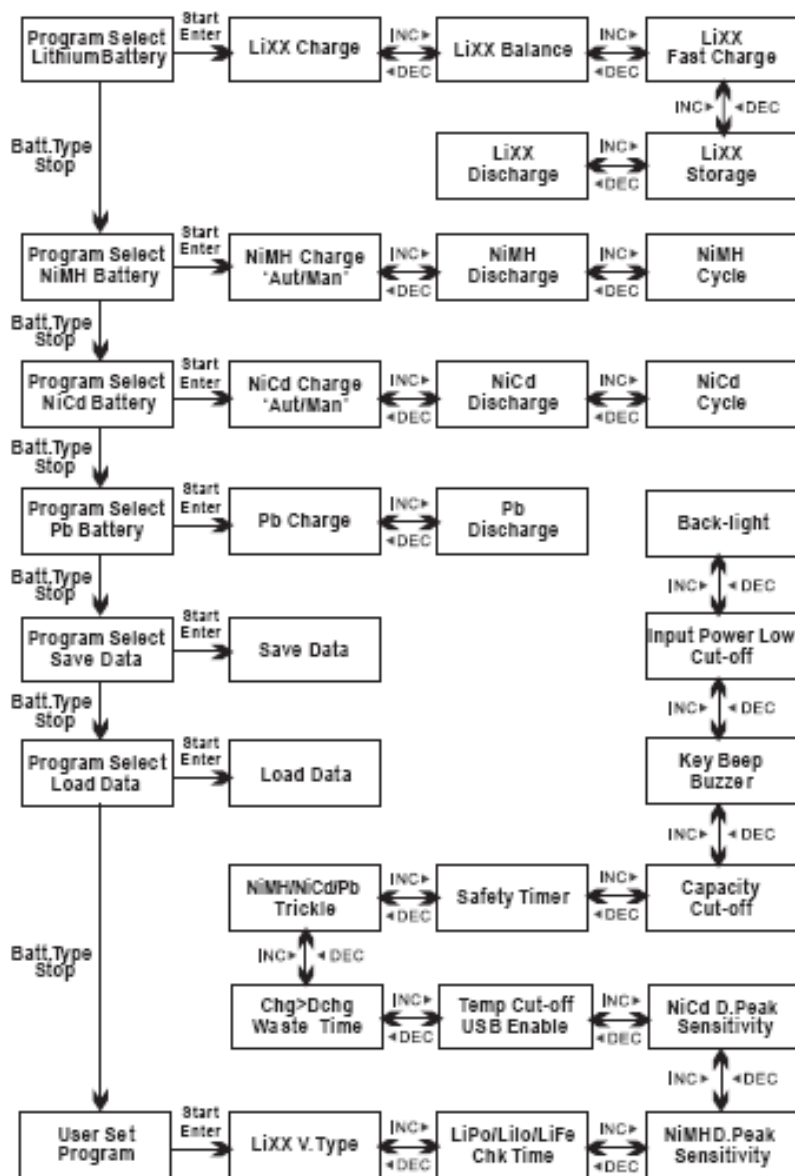 Program Select
LithiumBattery
Start
Enter
LiXX Charge
INC►
◄DEC
LiXX Balance
INC►
◄DEC
LiXX
Fast Charge
INC►
◄DEC
Batt.Type
Stop
LiXX
Discharge
INC►
◄DEC
LiXX
Storage
Program Select
NiMH Battery
Start
Enter
NiMH Charge
'Aut/Man'
INC►
◄DEC
NiMH
Discharge
INC►
◄DEC
NiMH
Cycle
Batt.Type
Stop
Program Select
NiCd Battery
Start
Enter
NiCd Charge
'Aut/Man'
INC►
◄DEC
NiCd
Discharge
INC►
◄DEC
NiCd
Cycle
Batt.Type
Stop
Program Select
Pb Battery
Start
Enter
Pb Charge
INC►
◄DEC
Pb
Discharge
Back-light
INC►
◄DEC
Batt.Type
Stop
Program Select
Save Data
Start
Enter
Save Data
Input Power Low
Cut-off
INC►
◄DEC
Batt.Type
Stop
Program Select
Load Data
Start
Enter
Load Data
Key Beep
Buzzer
INC►
◄DEC
NiMH/NiCd/Pb
Trickle
INC►
◄DEC
Safety Timer
INC►
◄DEC
Capacity
Cut-off
Batt.Type
Stop
INC►
◄DEC
Chg>Dchg
Waste Time
INC►
◄DEC
Temp Cut-off
USB Enable
INC►
◄DEC
NiCd D.Peak
Sensitivity
INC►
◄DEC
User Set
Program
Start
Enter
LiXX V.Type
INC►
◄DEC
LiPo/LiIo/LiFe
Chk Time
INC►
◄DEC
NiMHD.Peak
Sensitivity